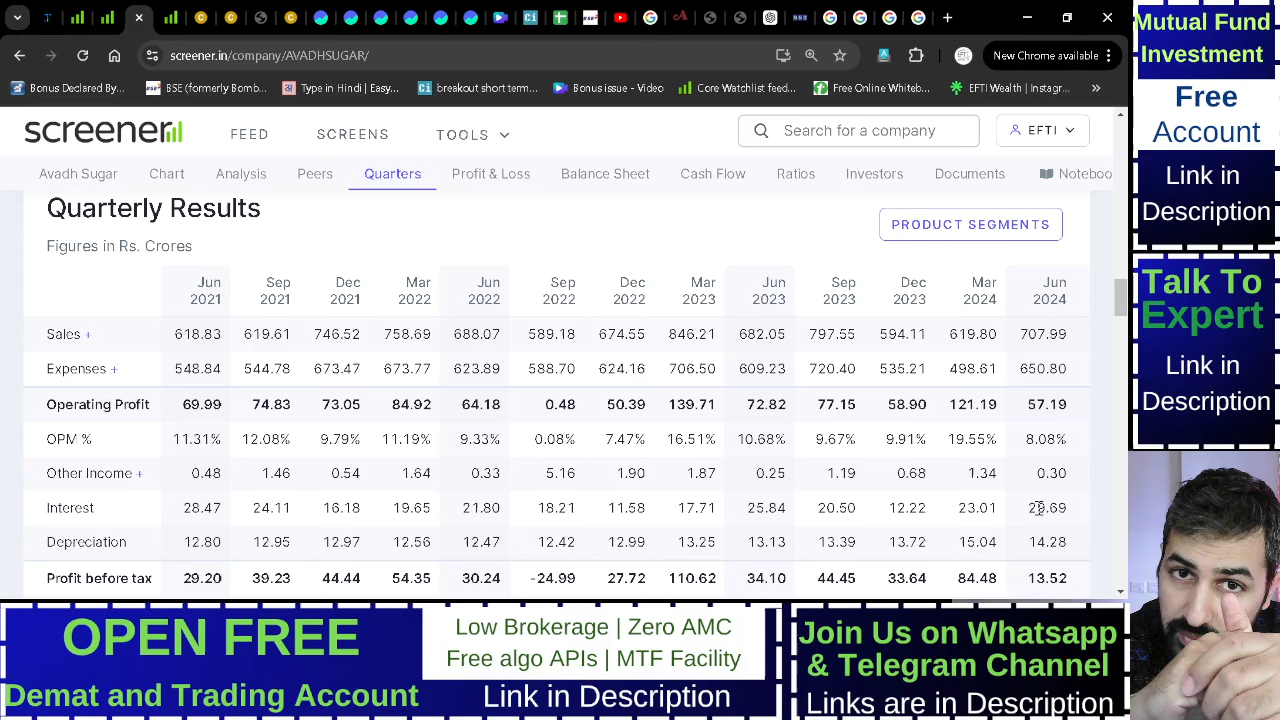 screener.in/company/AVADHSUGAR/
New Chrome available
Bonus Declared By...
BSE (formerly Bomb...
Type in Hindi | Easy...
breakout short term...
Bonus issue - Video
Core Watchlist feed...
Free Online Whiteb...
EFTI Wealth | Instagr...
screener
FEED
SCREENS
TOOLS
Search for a company
EFTI
Avadh Sugar Chart Analysis Peers Quarters Profit & Loss Balance Sheet Cash Flow Ratios Investors Documents Noteboo
Quarterly Results
PRODUCT SEGMENTS
Figures in Rs. Crores
Jun 2021 Sep 2021 Dec 2021 Mar 2022 Jun 2022 Sep 2022 Dec 2022 Mar 2023 Jun 2023 Sep 2023 Dec 2023 Mar 2024 Jun 2024
Sales + 618.83 619.61 746.52 758.69 688.07 589.18 674.55 846.21 682.05 797.55 594.11 619.80 707.99
Expenses + 548.84 544.78 673.47 673.77 623.89 588.70 624.16 706.50 609.23 720.40 535.21 498.61 650.80
Operating Profit 69.99 74.83 73.05 84.92 64.18 0.48 50.39 139.71 72.82 77.15 58.90 121.19 57.19
OPM % 11.31% 12.08% 9.79% 11.19% 9.33% 0.08% 7.47% 16.51% 10.68% 9.67% 9.91% 19.55% 8.08%
Other Income + 0.48 1.46 0.54 1.64 0.33 5.16 1.90 1.87 0.25 1.19 0.68 1.34 0.30
Interest 28.47 24.11 16.18 19.65 21.80 18.21 11.58 17.71 25.84 20.50 12.22 23.01 29.69
Depreciation 12.80 12.95 12.97 12.56 12.47 12.42 12.99 13.25 13.13 13.39 13.72 15.04 14.28
Profit before tax 29.20 39.23 44.44 54.35 30.24 -24.99 27.72 110.62 34.10 44.45 33.64 84.48 13.52
Mutual Fund
Investment
Free
Account
Link in
Description
Talk To
Expert
Link in
Description
OPEN FREE
Demat and Trading Account
Low Brokerage | Zero AMC
Free algo APIs | MTF Facility
Link in Description
Join Us on Whatsapp
& Telegram Channel
Links are in Description